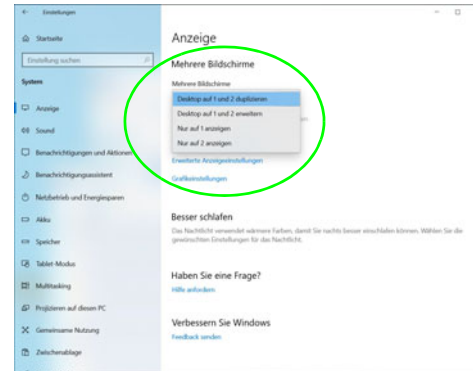 Einstellungen
Startseite
Einstellung suchen
System
Anzeige
Sound
Benachrichtigungen und Aktionen
Benachrichtigungsassistent
Netzbetrieb und Energiesparen
Akku
Speicher
Tablet-Modus
Multitasking
Projizieren auf diesen PC
Gemeinsame Nutzung
Zwischenablage
Anzeige
Mehrere Bildschirme
Mehrere Bildschirme
Desktop auf 1 und 2 duplizieren
Desktop auf 1 und 2 erweitern
Nur auf 1 anzeigen
Nur auf 2 anzeigen
Erweiterte Anzeigeeinstellungen
Grafikeinstellungen
Besser schlafen
Das Nachtlicht verwendet wärmere Farben, damit Sie nachts besser einschlafen können. Wählen Sie die
gewünschten Einstellungen für das Nachtlicht.
Haben Sie eine Frage?
Hilfe anfordern
Verbessern Sie Windows
Feedback senden